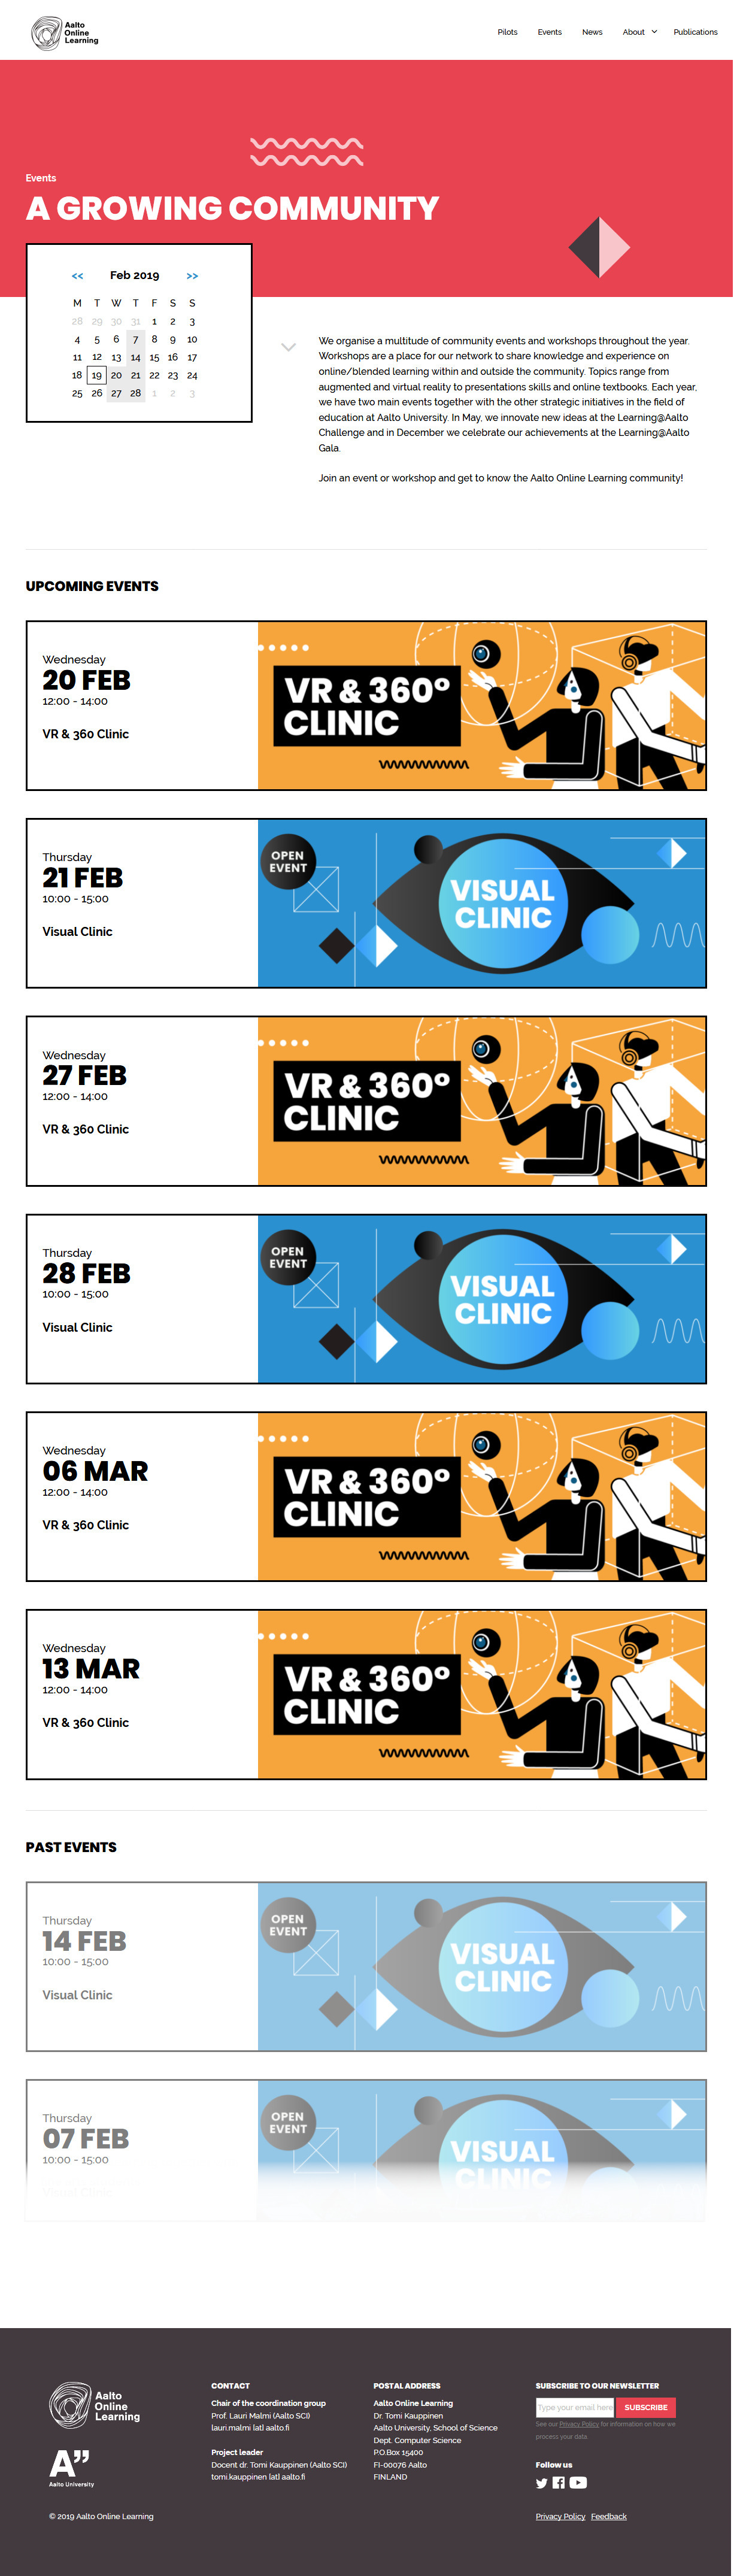 Aalto
Online
Learning
Pilots Events News About Publications
Events
A GROWING COMMUNITY
<< Feb 2019 >>
M T W T F S S
28 29 30 31 1 2 3
4 5 6 7 8 9 10
11 12 13 14 15 16 17
18 19 20 21 22 23 24
25 26 27 28 1 2 3
We organise a multitude of community events and workshops throughout the year.
Workshops are a place for our network to share knowledge and experience on
online/blended learning within and outside the community. Topics range from
augmented and virtual reality to presentations skills and online textbooks. Each year,
we have two main events together with the other strategic initiatives in the field of
education at Aalto University. In May, we innovate new ideas at the Learning@Aalto
Challenge and in December we celebrate our achievements at the Learning@Aalto
Gala.
Join an event or workshop and get to know the Aalto Online Learning community!
UPCOMING EVENTS
Wednesday
20 FEB
12:00 - 14:00
VR & 360 Clinic
VR & 360°
CLINIC
Thursday
21 FEB
10:00 - 15:00
Visual Clinic
OPEN
EVENT
VISUAL
CLINIC
Wednesday
27 FEB
12:00 - 14:00
VR & 360 Clinic
VR & 360°
CLINIC
Thursday
28 FEB
10:00 - 15:00
Visual Clinic
OPEN
EVENT
VISUAL
CLINIC
Wednesday
06 MAR
12:00 - 14:00
VR & 360 Clinic
VR & 360°
CLINIC
Wednesday
13 MAR
12:00 - 14:00
VR & 360 Clinic
VR & 360°
CLINIC
PAST EVENTS
Thursday
14 FEB
10:00 - 15:00
Visual Clinic
OPEN
EVENT
VISUAL
CLINIC
Thursday
07 FEB
10:00 - 15:00
OPEN
EVENT
VISUAL
CLINIC
Aalto
Online
Learning
A”
Aalto University
© 2019 Aalto Online Learning
CONTACT
Chair of the coordination group
Prof. Lauri Malmi (Aalto SCI)
lauri.malmi [at] aalto.fi
Project leader
Docent dr. Tomi Kauppinen (Aalto SCI)
tomi.kauppinen [at] aalto.fi
POSTAL ADDRESS
Aalto Online Learning
Dr. Tomi Kauppinen
Aalto University, School of Science
Dept. Computer Science
P.O.Box 15400
FI-00076 Aalto
FINLAND
SUBSCRIBE TO OUR NEWSLETTER
Type your email here SUBSCRIBE
See our Privacy Policy for information on how we
process your data.
Follow us
Privacy Policy Feedback